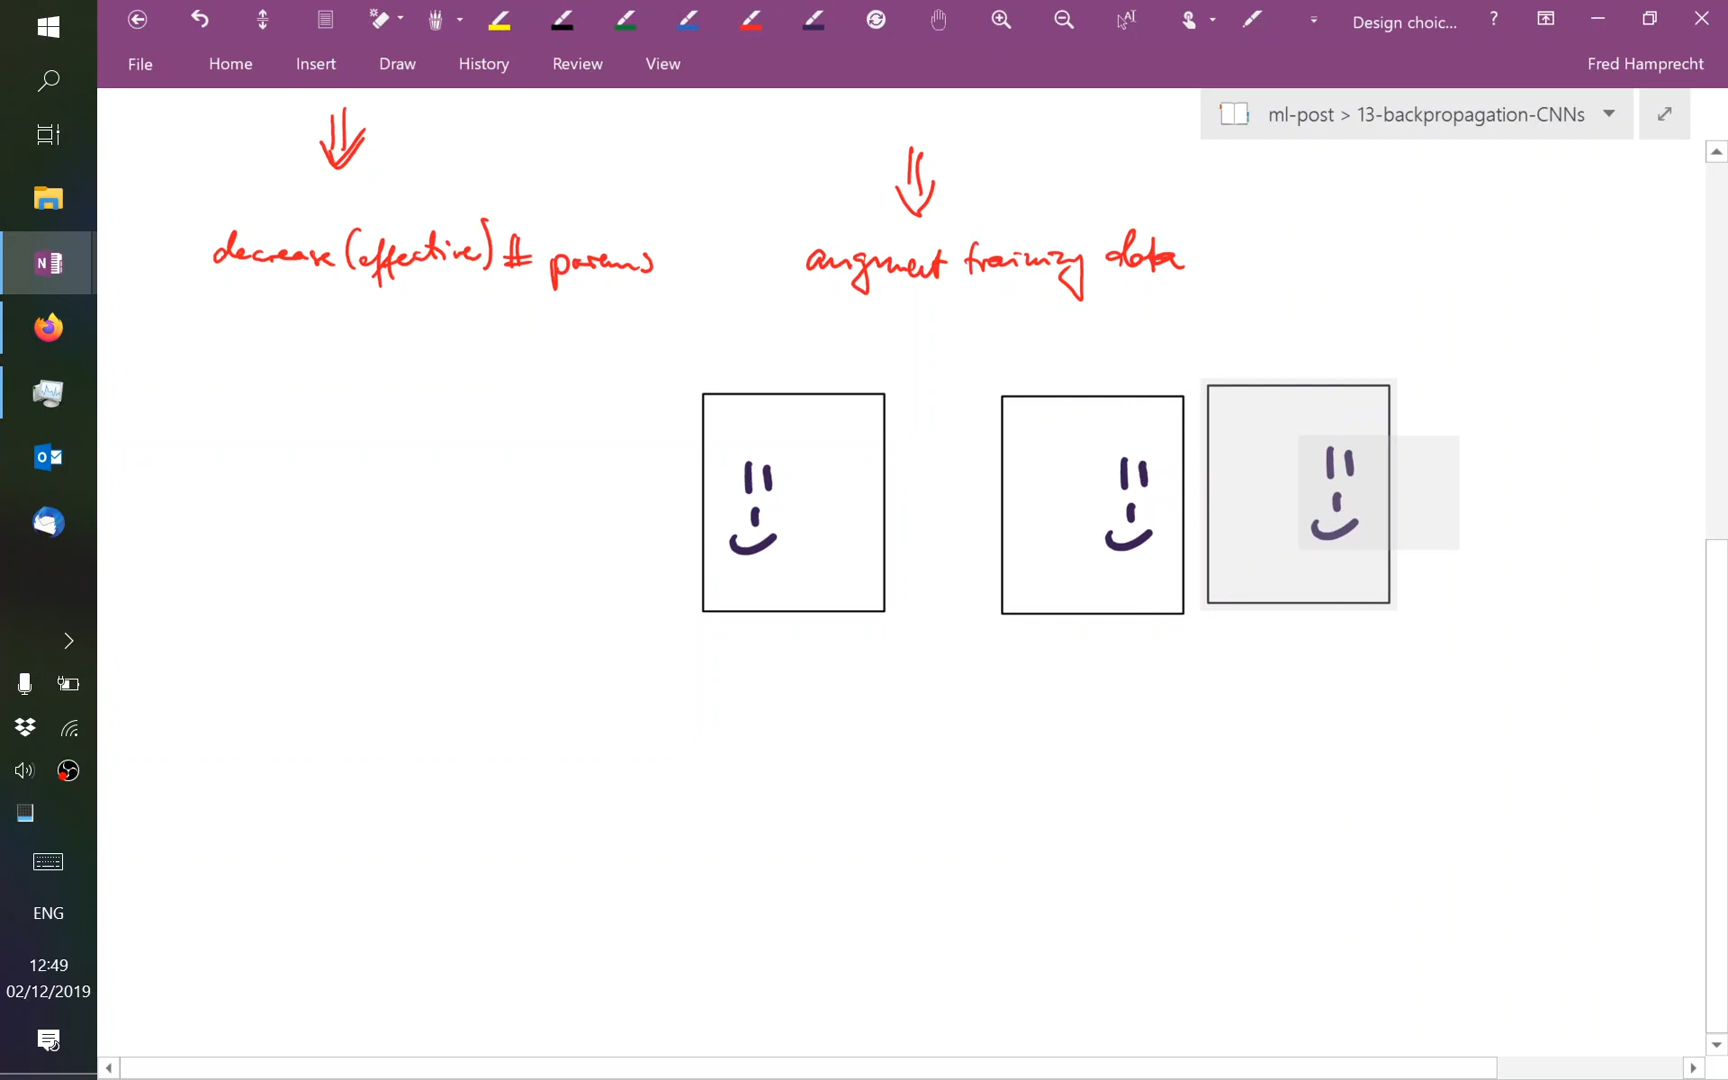 Design choic...
?
File
Home
Insert
Draw
History
Review
View
Fred Hamprecht
ml-post > 13-backpropagation-CNNs
decrease (effective) # params
augment training data
ENG
12:49
02/12/2019